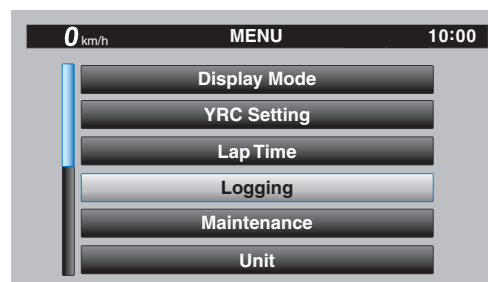 0 km/h MENU 10:00
Display Mode
YRC Setting
Lap Time
Logging
Maintenance
Unit